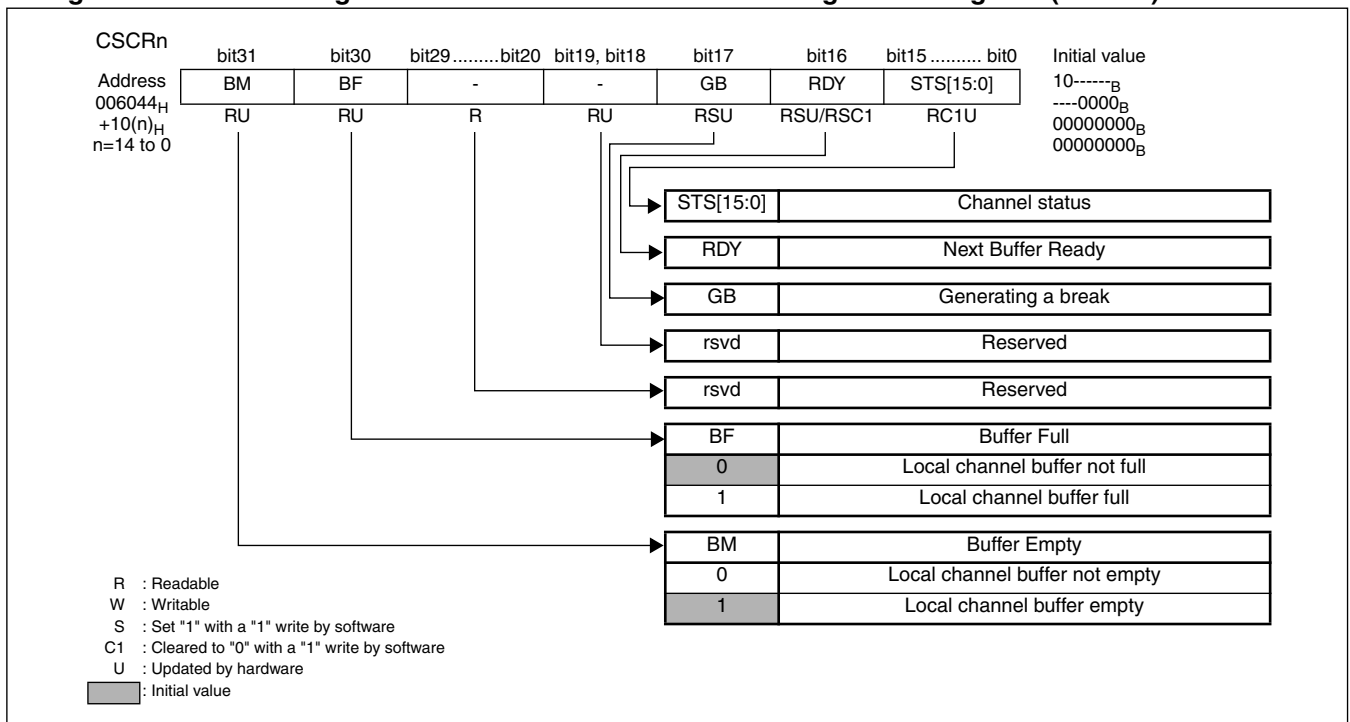 CSCRn
bit31 bit30 bit29.........bit20 bit19, bit18 bit17 bit16 bit15 .......... bit0 Initial value
Address BM BF - - GB RDY STS[15:0] 10------B
006044H ----0000B
+10(n)H RU RU R RU RSU RSU/RSC1 RC1U 00000000B
n=14 to 0 00000000B
STS[15:0] Channel status
RDY Next Buffer Ready
GB Generating a break
rsvd Reserved
rsvd Reserved
BF Buffer Full
0 Local channel buffer not full
1 Local channel buffer full
BM Buffer Empty
0 Local channel buffer not empty
1 Local channel buffer empty
R : Readable
W : Writable
S : Set "1" with a "1" write by software
C1 : Cleared to "0" with a "1" write by software
U : Updated by hardware
: Initial value